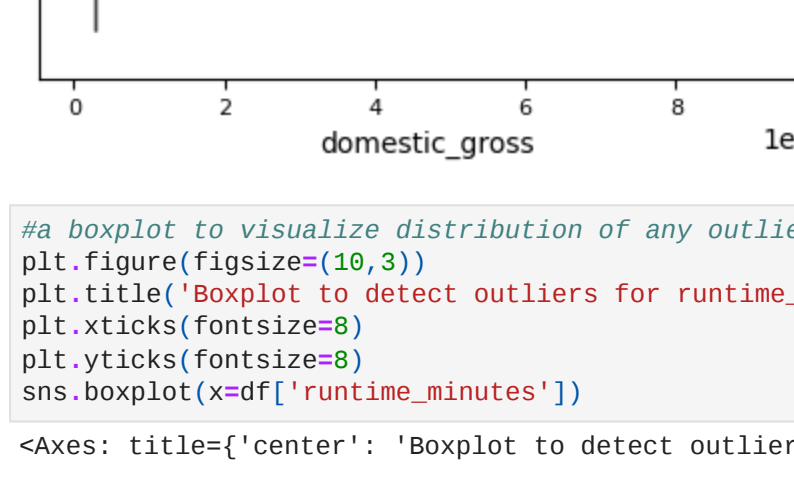 0 2 4 6 8
domestic_gross 1e
#a boxplot to visualize distribution of any outlie
plt.figure(figsize=(10,3))
plt.title('Boxplot to detect outliers for runtime_
plt.xticks(fontsize=8)
plt.yticks(fontsize=8)
sns.boxplot(x=df['runtime_minutes'])
<Axes: title={'center': 'Boxplot to detect outlier